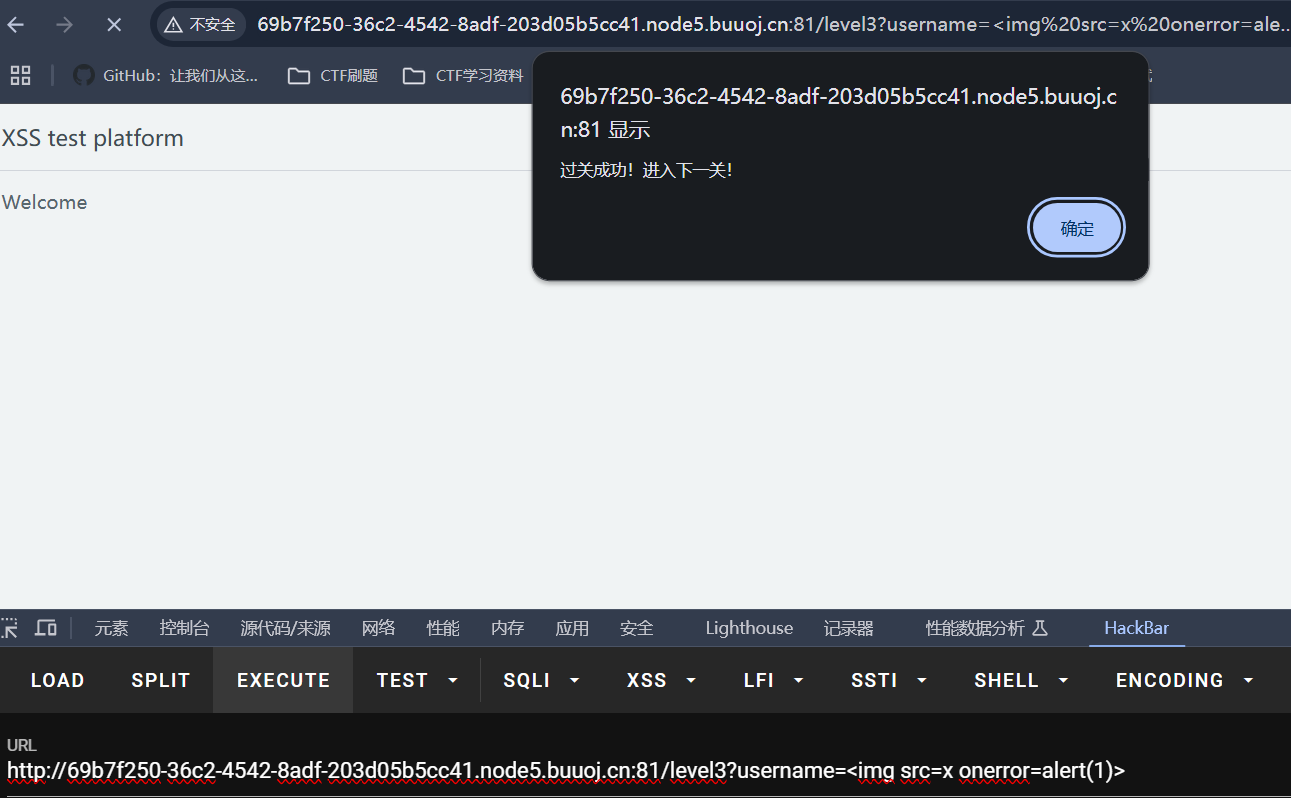 不安全 69b7f250-36c2-4542-8adf-203d05b5cc41.node5.buuoj.cn:81/level3?username=<img%20src=x%20onerror=ale...
GitHub：让我们从这... CTF刷题 CTF学习资料
69b7f250-36c2-4542-8adf-203d05b5cc41.node5.buuoj.c
n:81 显示
过关成功！进入下一关！
确定
XSS test platform
Welcome
元素 控制台 源代码/来源 网络 性能 内存 应用 安全 Lighthouse 记录器 性能数据分析 HackBar
LOAD SPLIT EXECUTE TEST SQLI XSS LFI SSTI SHELL ENCODING
URL
http://69b7f250-36c2-4542-8adf-203d05b5cc41.node5.buuoj.cn:81/level3?username=<img src=x onerror=alert(1)>